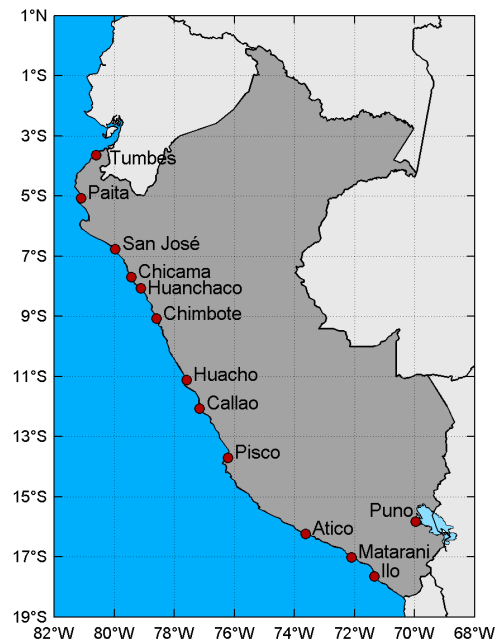 1°N
1°S
3°S
Tumbes
5°S
Paita
San José
7°S
Chicama
Huanchaco
9°S
Chimbote
11°S
Huacho
Callao
13°S
Pisco
15°S
Puno
Atico
17°S
Matarani
Ilo
19°S
82°W 80°W 78°W 76°W 74°W 72°W 70°W 68°W